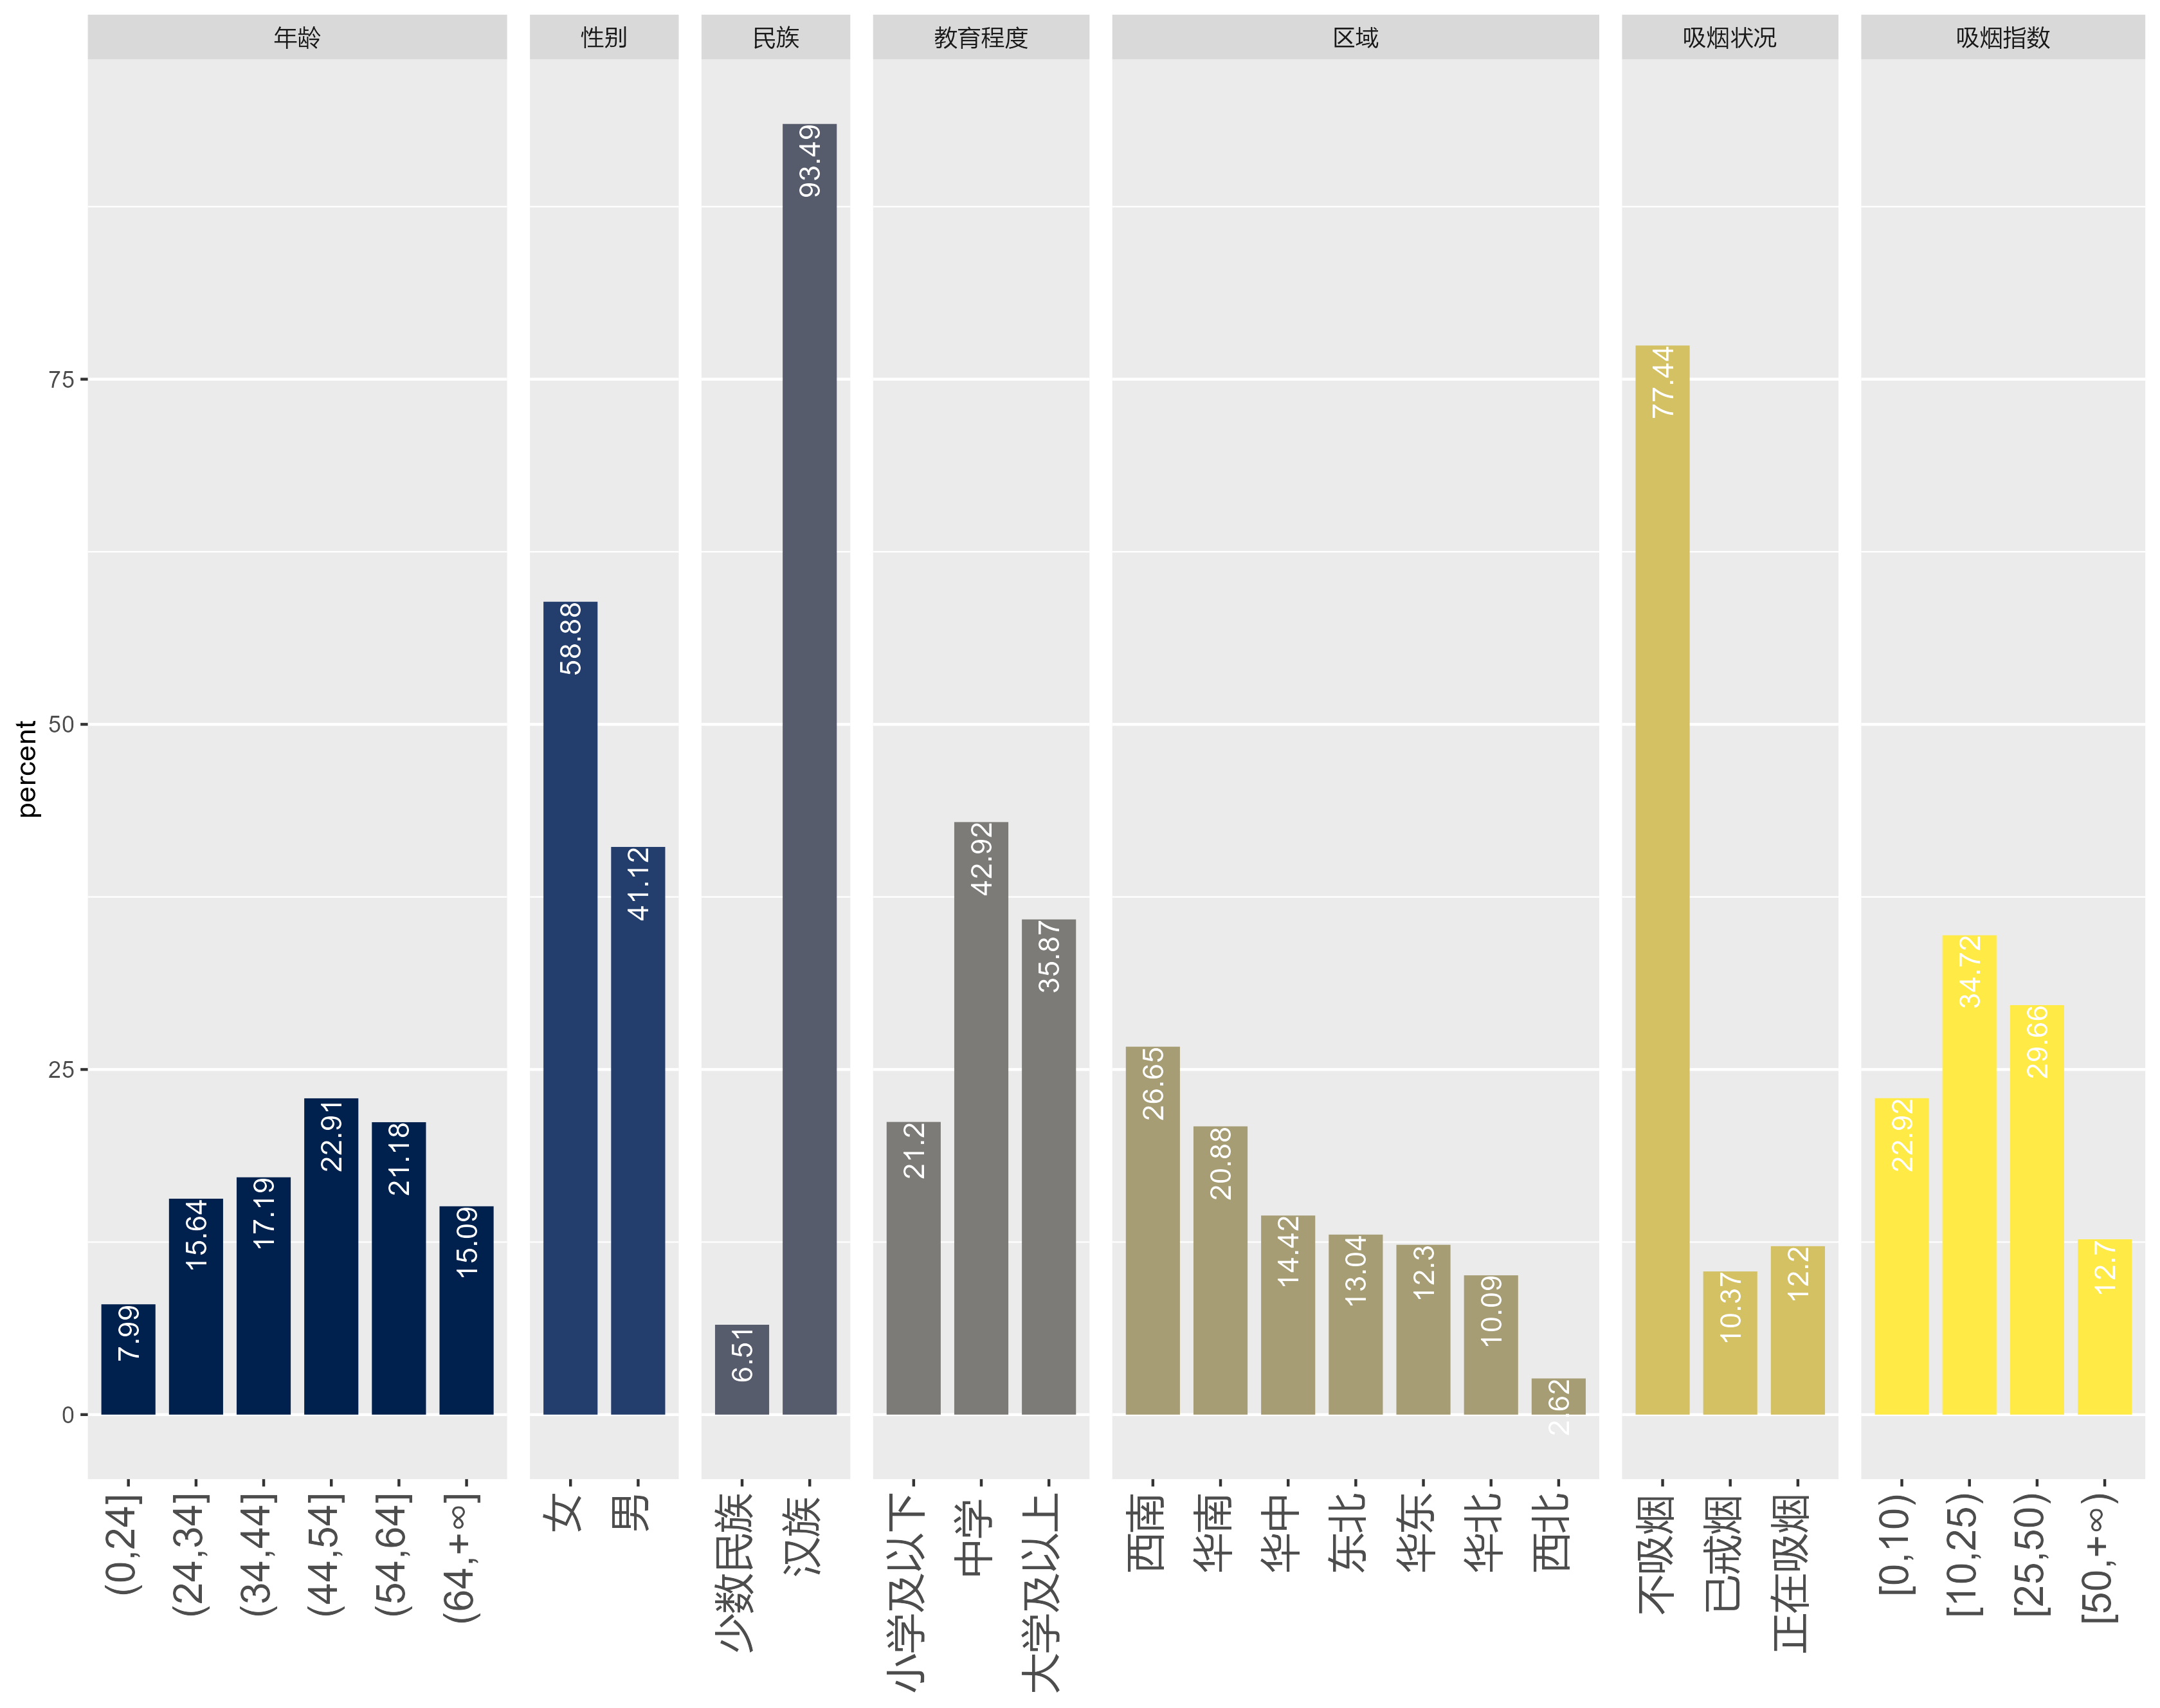 年龄
性别
民族
教育程度
区域
吸烟状况
吸烟指数
percent
75
50
25
0
7.99
15.64
17.19
22.91
21.18
15.09
58.88
41.12
6.51
93.49
21.2
42.92
35.87
26.65
20.88
14.42
13.04
12.3
10.09
2.62
77.44
10.37
12.2
22.92
34.72
29.66
12.7
(0,24]
(24,34]
(34,44]
(44,54]
(54,64]
(64,+∞]
女
男
少数民族
汉族
小学及以下
中学
大学及以上
西南
华南
华中
东北
华东
华北
西北
不吸烟
已戒烟
正在吸烟
[0,10)
[10,25)
[25,50)
[50,+∞)